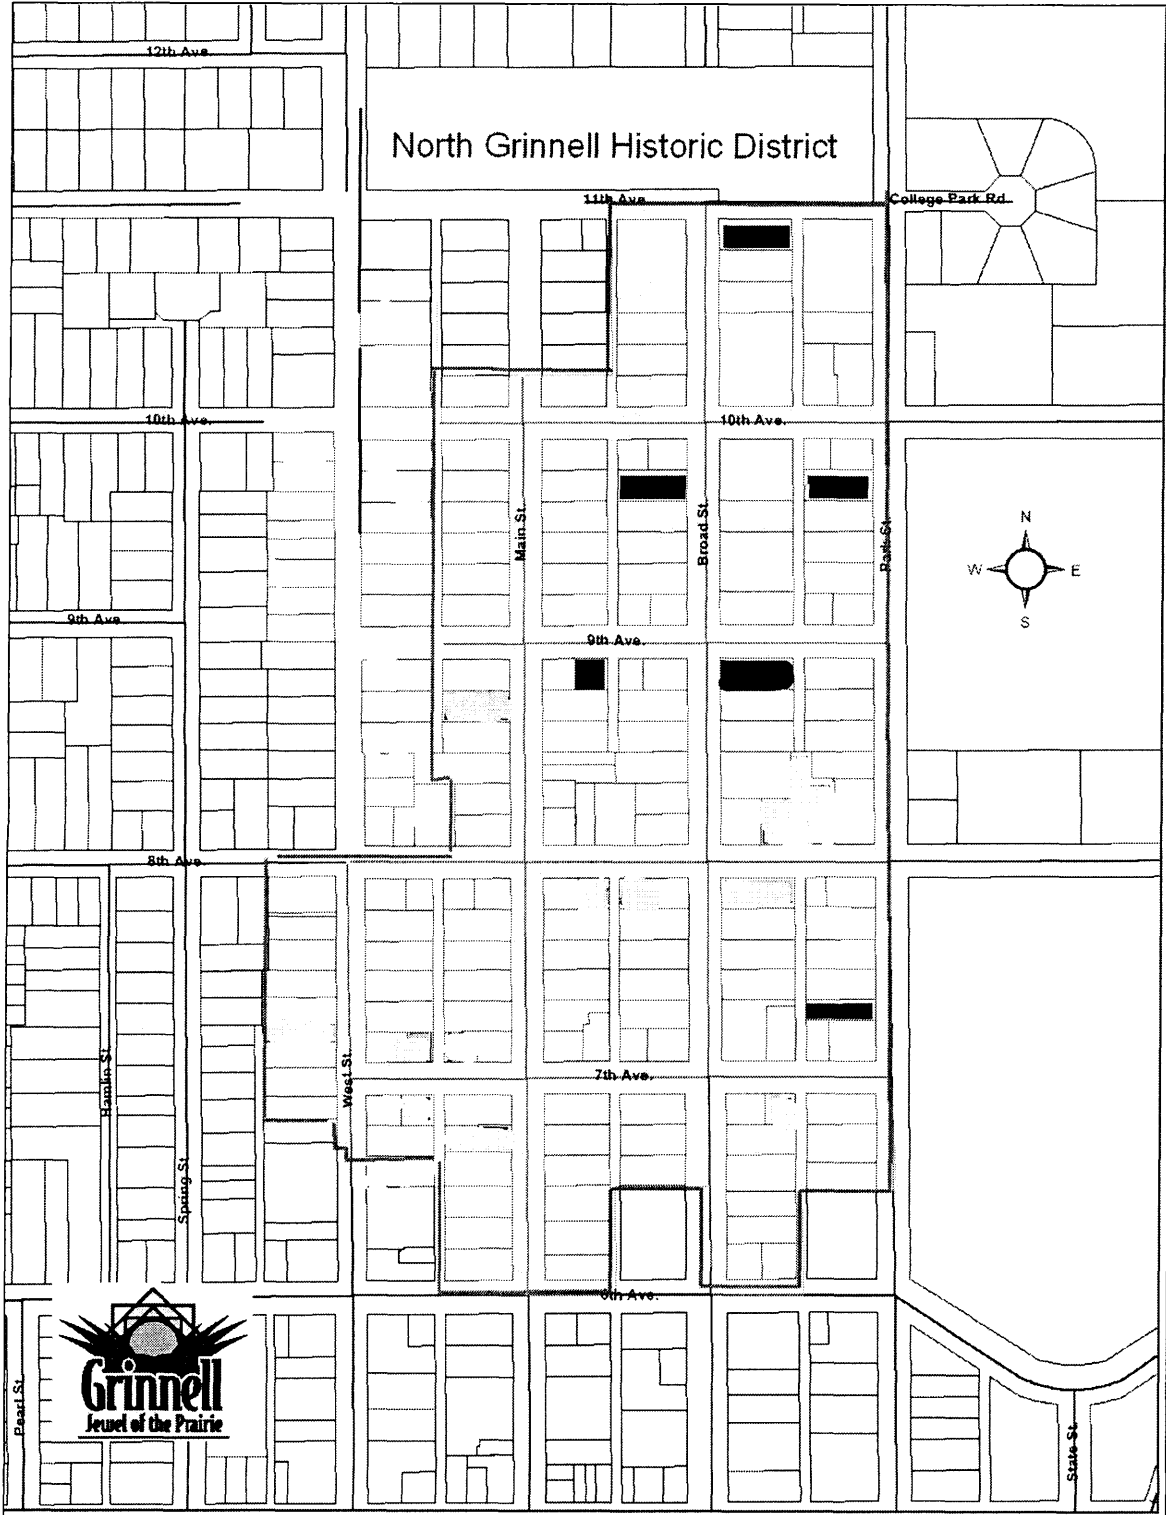 12th Ave.
North Grinnell Historic District
11th Ave.
College Park Rd.
10th Ave.
10th Ave.
Main St.
Broad St.
Park St.
N
W
E
S
9th Ave.
9th Ave.
8th Ave.
7th Ave.
Hamlin St.
West St.
Spring St.
6th Ave.
Grinnell
Jewel of the Prairie
Pearl St.
State St.